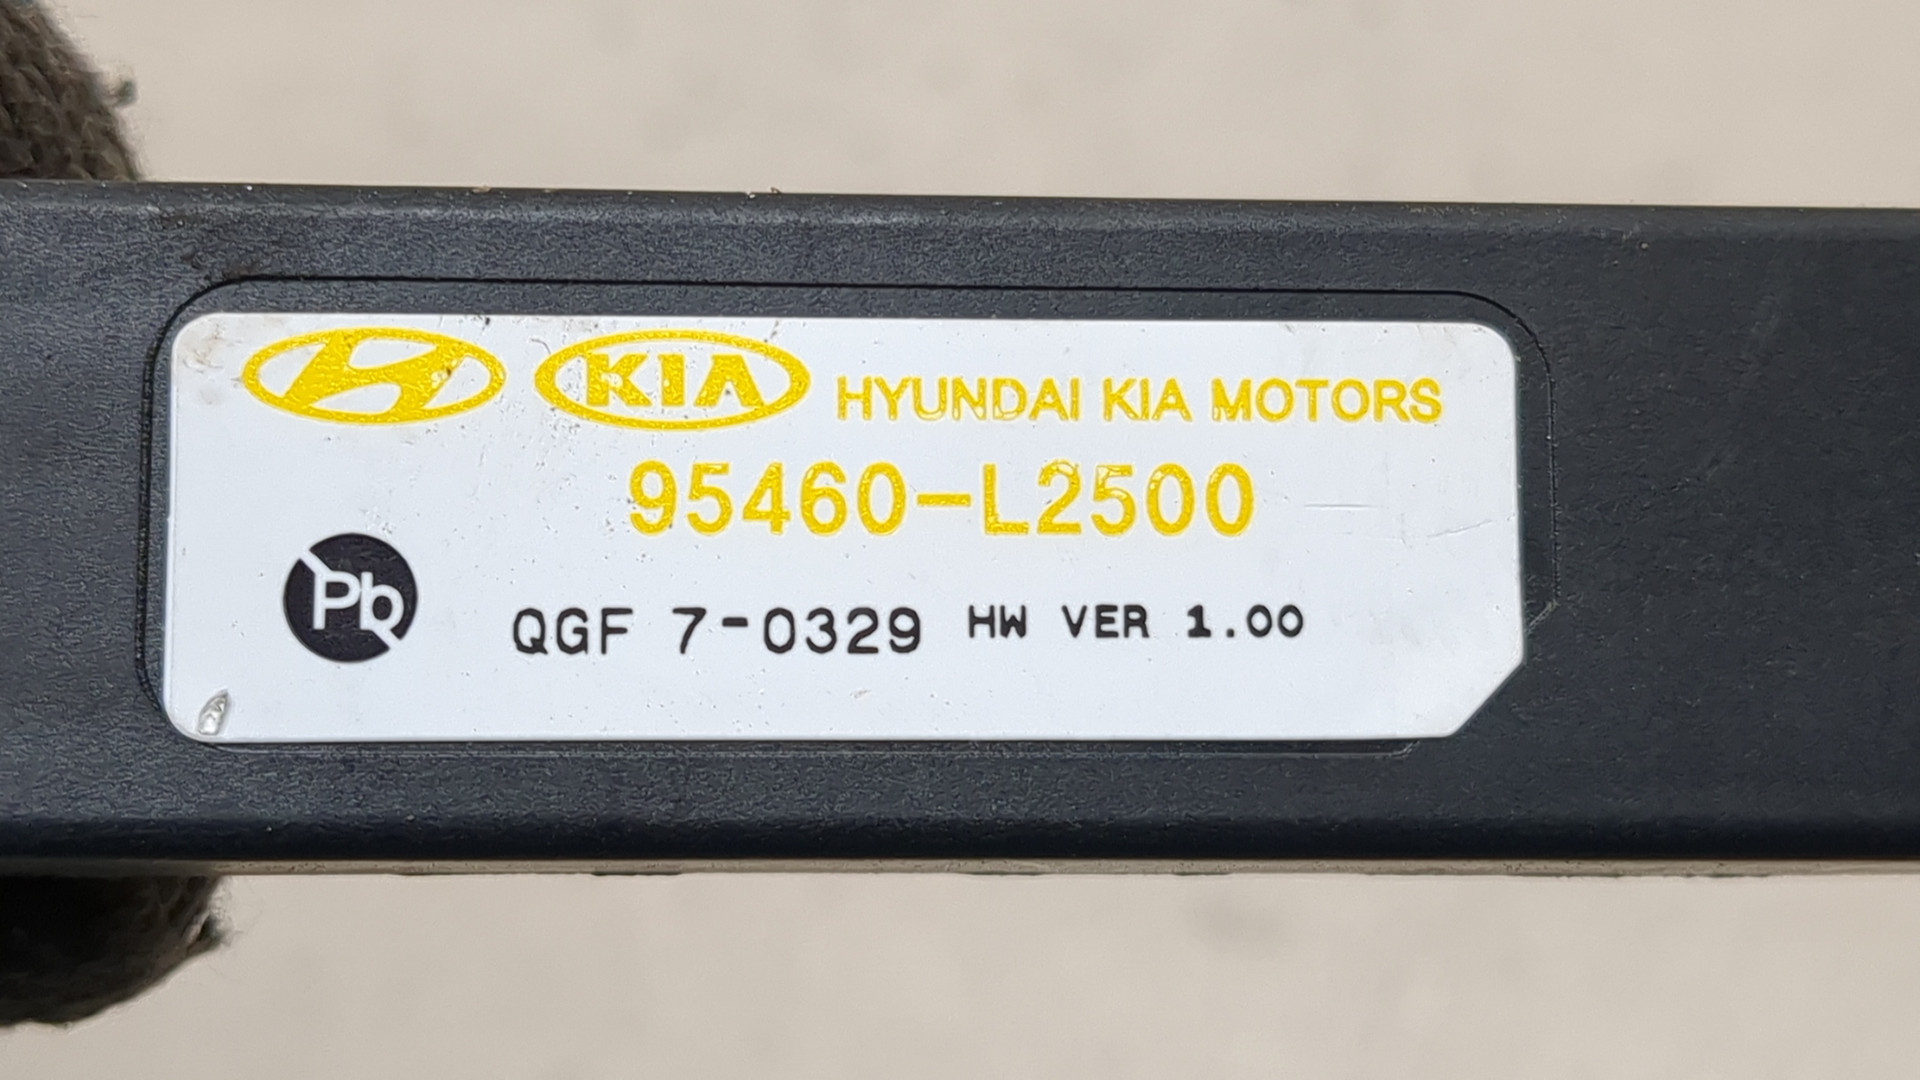 KIA HYUNDAI KIA MOTORS
95460-L2500
Pb QGF 7-0329 HW VER 1.00